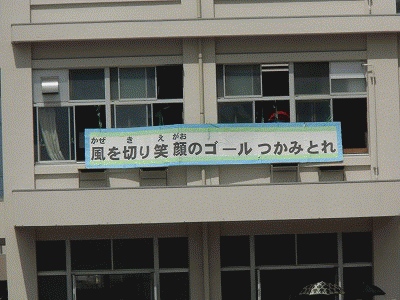 かぜ き え がお
風を切り笑顔のゴールつかみとれ